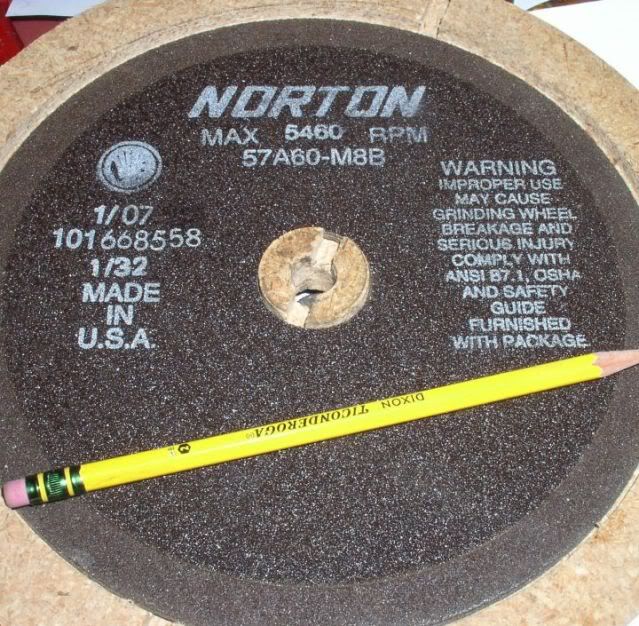 NORTON
MAX 5460 RPM
57A60-M8B
1/07
101668558
1/32
MADE
IN
U.S.A.
WARNING
IMPROPER USE
MAY CAUSE
GRINDING WHEEL
BREAKAGE AND
SERIOUS INJURY
COMPLY WITH
ANSI B7.1, OSHA
AND SAFETY
GUIDE
FURNISHED
WITH PACKAGE
DIXON TICONDEROGA